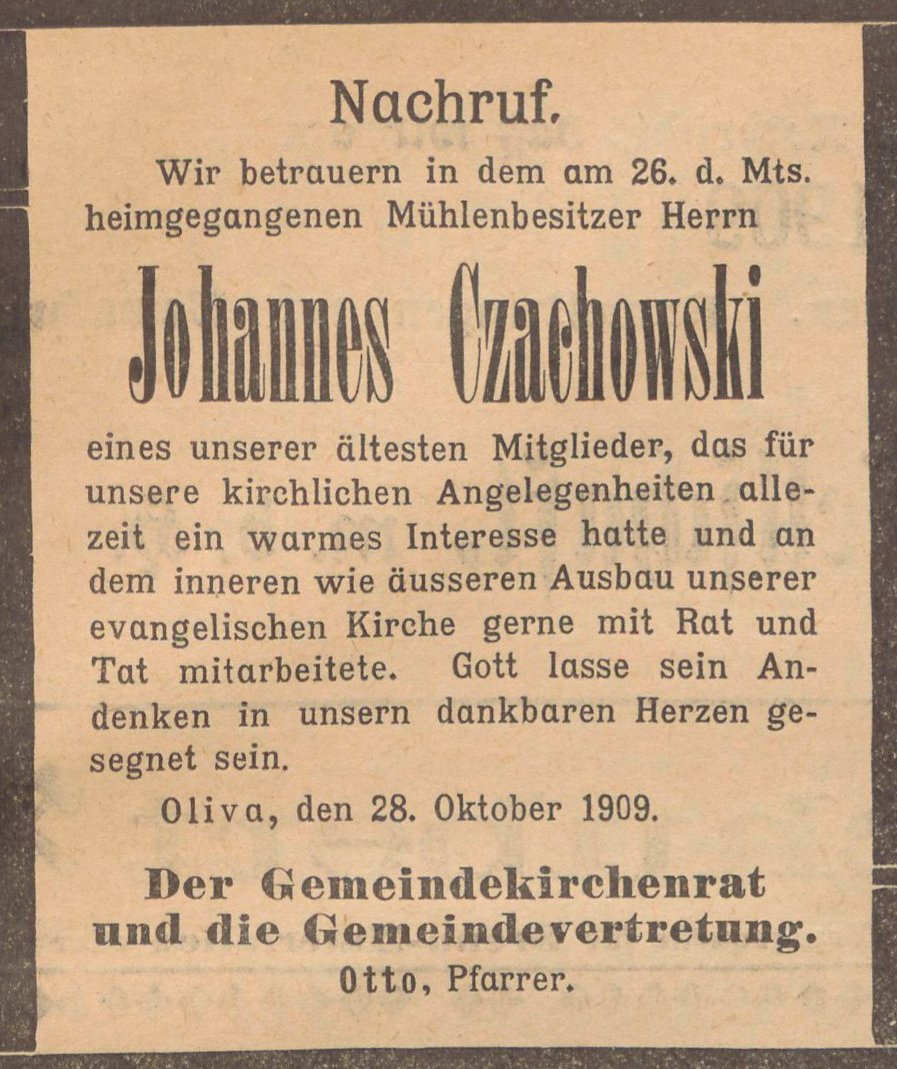 Nachruf.
Wir betrauern in dem am 26. d. Mts.
heimgegangenen Mühlenbesitzer Herrn
Johannes Czachowski
eines unserer ältesten Mitglieder, das für
unsere kirchlichen Angelegenheiten alle-
zeit ein warmes Interesse hatte und an
dem inneren wie äusseren Ausbau unserer
evangelischen Kirche gerne mit Rat und
Tat mitarbeitete. Gott lasse sein An-
denken in unsern dankbaren Herzen ge-
segnet sein.
Oliva, den 28. Oktober 1909.
Der Gemeindekirchenrat
und die Gemeindevertretung.
Otto, Pfarrer.